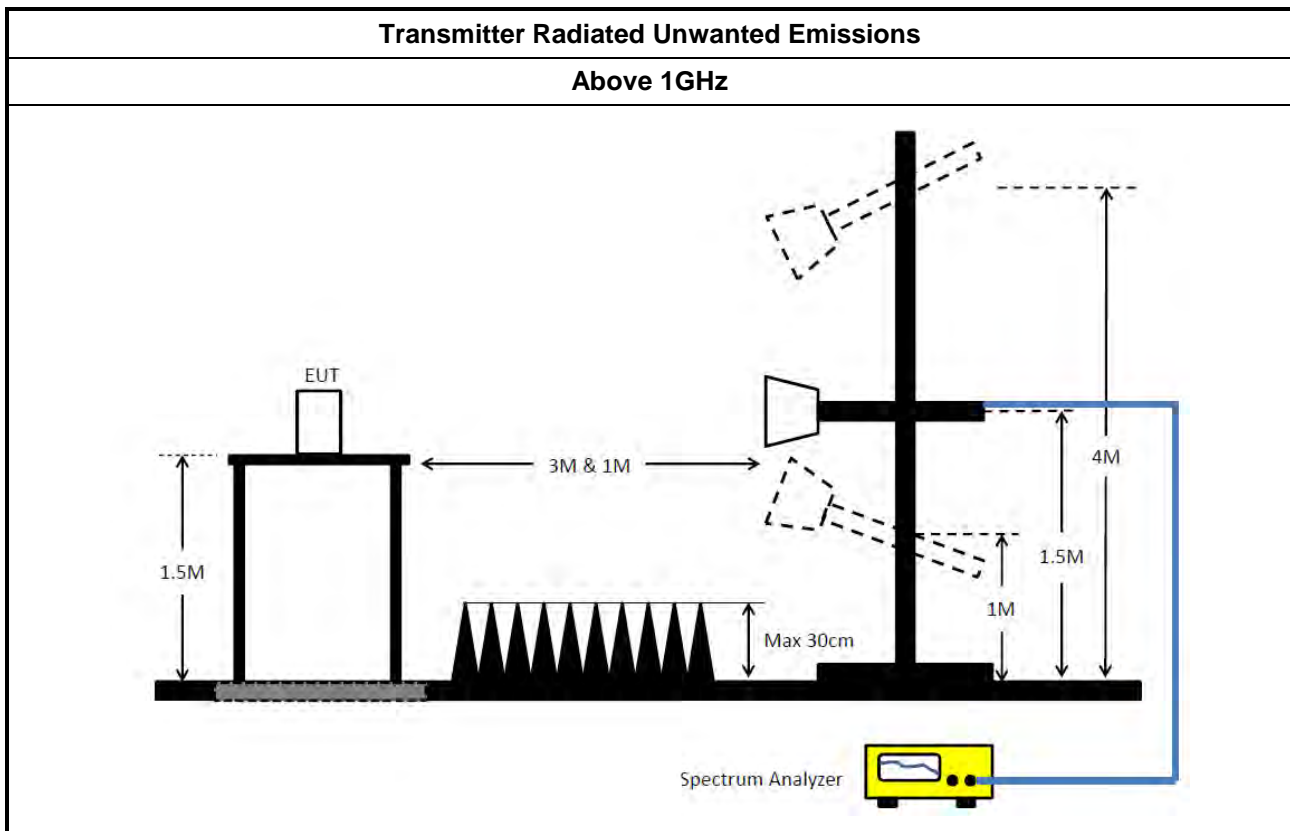 Transmitter Radiated Unwanted Emissions
Above 1GHz
EUT
3M & 1M
4M
1.5M
1.5M
1M
Max 30cm
Spectrum Analyzer